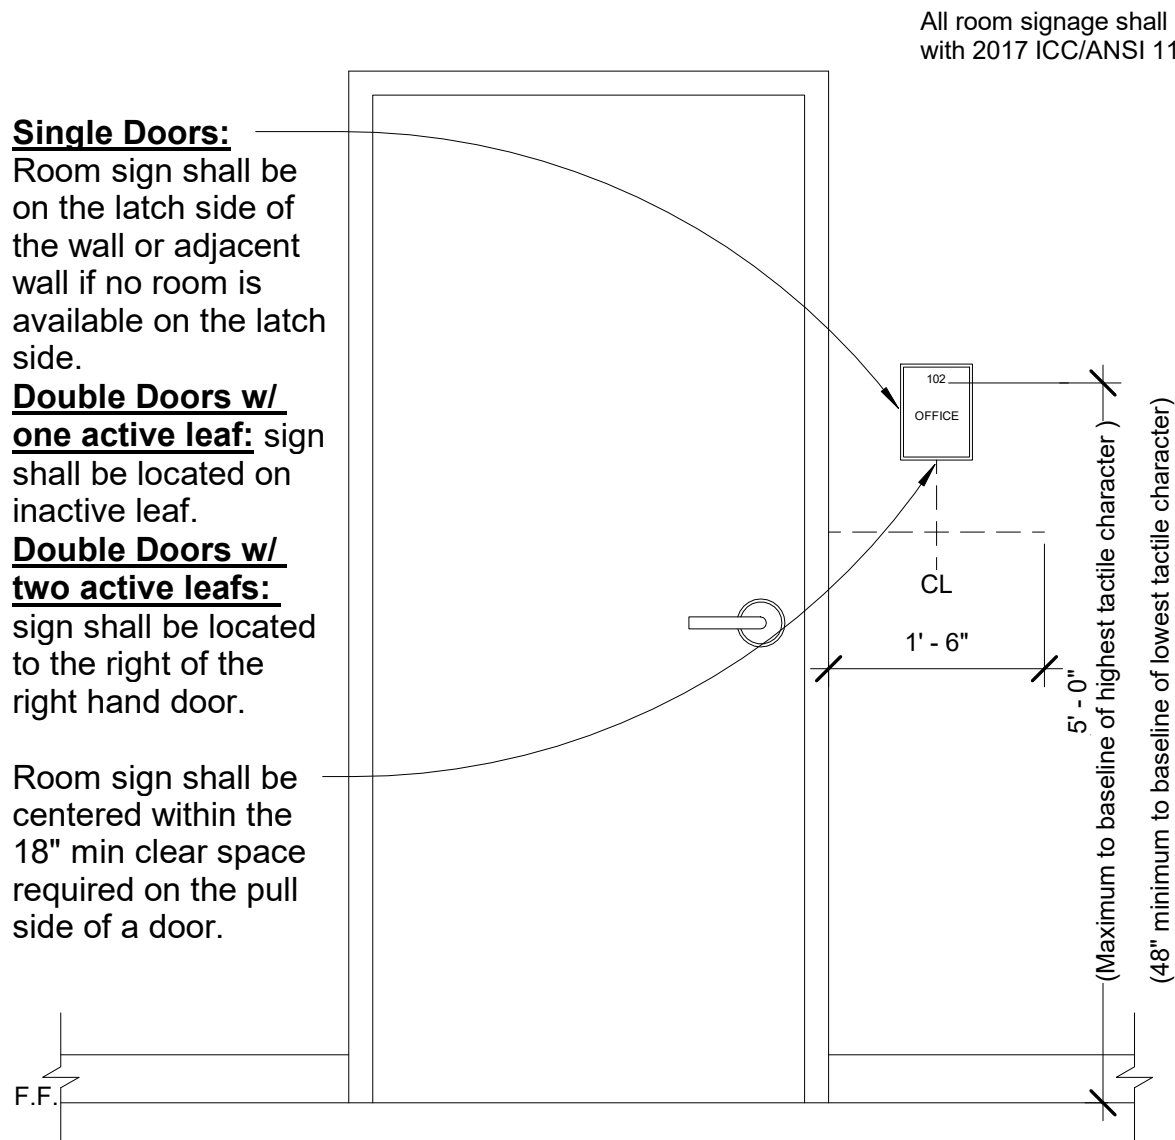 All room signage shall
with 2017 ICC/ANSI 11
Single Doors:
Room sign shall be
on the latch side of
the wall or adjacent
wall if no room is
available on the latch
side.
Double Doors w/
one active leaf: sign
shall be located on
inactive leaf.
Double Doors w/
two active leafs:
sign shall be located
to the right of the
right hand door.
Room sign shall be
centered within the
18" min clear space
required on the pull
side of a door.
102
OFFICE
CL
1' - 6"
5' - 0"
(Maximum to baseline of highest tactile character )
(48" minimum to baseline of lowest tactile character)
F.F.